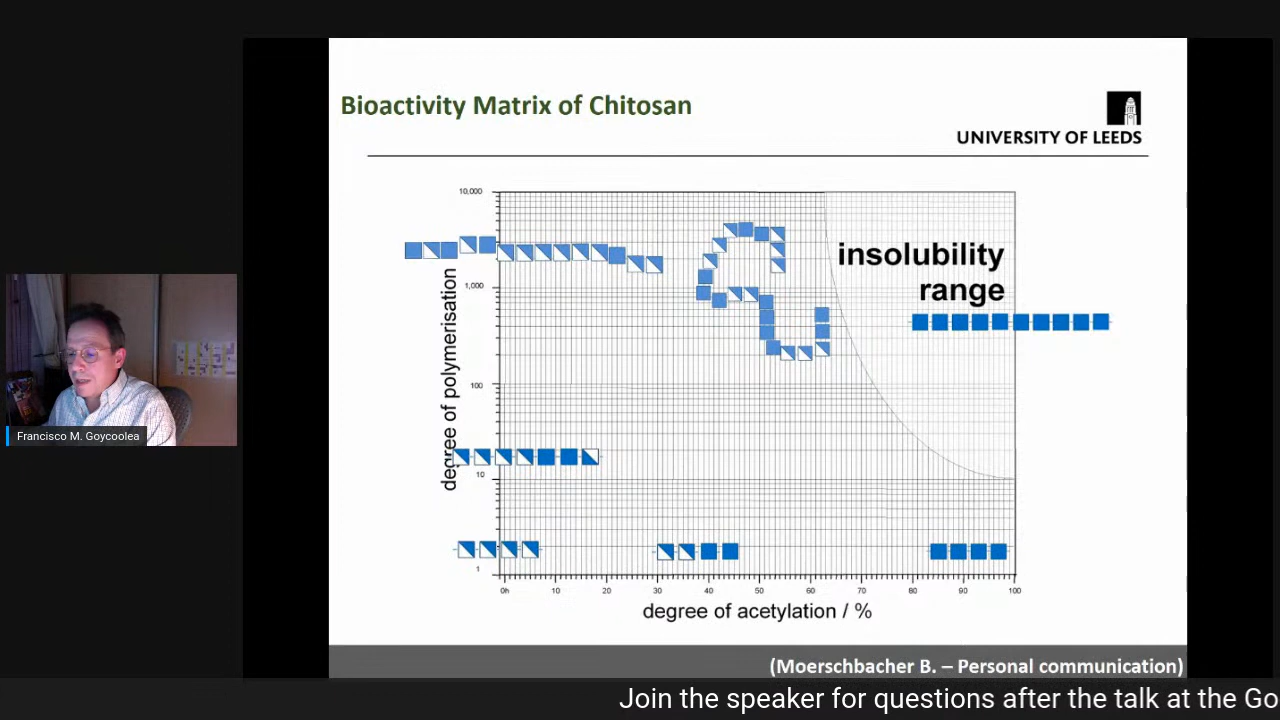 Bioactivity Matrix of Chitosan
UNIVERSITY OF LEEDS
10,000
1,000
100
10
1
degree of polymerisation
insolubility
range
0h 10 20 30 40 50 60 70 80 90 100
degree of acetylation / %
Francisco M. Goycoolea
(Moerschbacher B. – Personal communication)
Join the speaker for questions after the talk at the Go